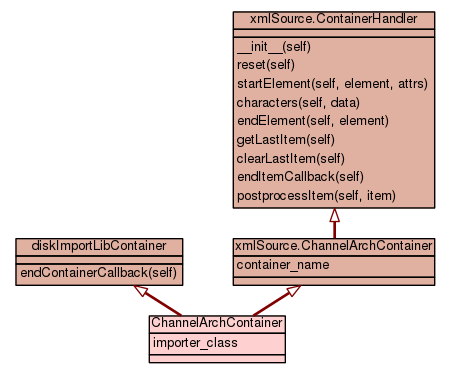 xmlSource.ContainerHandler
__init__(self)
reset(self)
startElement(self, element, attrs)
characters(self, data)
endElement(self, element)
getLastItem(self)
clearLastItem(self)
endItemCallback(self)
postprocessItem(self, item)
diskImportLibContainer
endContainerCallback(self)
xmlSource.ChannelArchContainer
container_name
ChannelArchContainer
importer_class